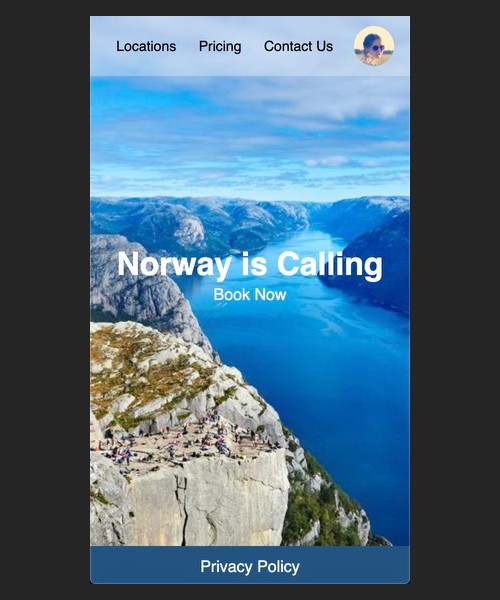 Locations Pricing Contact Us
Norway is Calling
Book Now
Privacy Policy